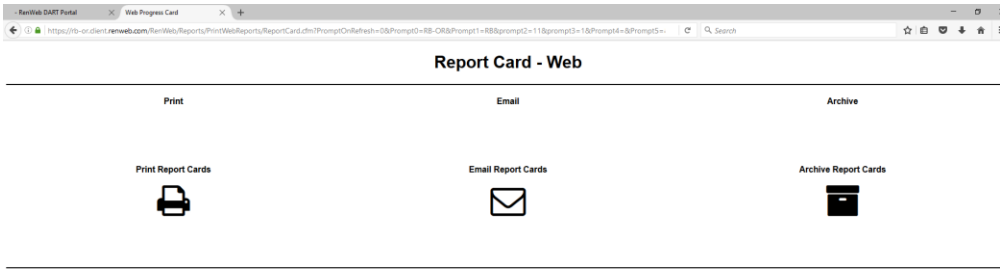 - RenWeb DART Portal
Web Progress Card
https://rb-or.client.renweb.com/RenWeb/Reports/PrintWebReports/ReportCard.cfm?PromptOnRefresh=0&Prompt0=RB-OR&Prompt1=RB&prompt2=11&prompt3=1&Prompt4=&Prompt5=-
Search
Report Card - Web
Print Email Archive
Print Report Cards Email Report Cards Archive Report Cards